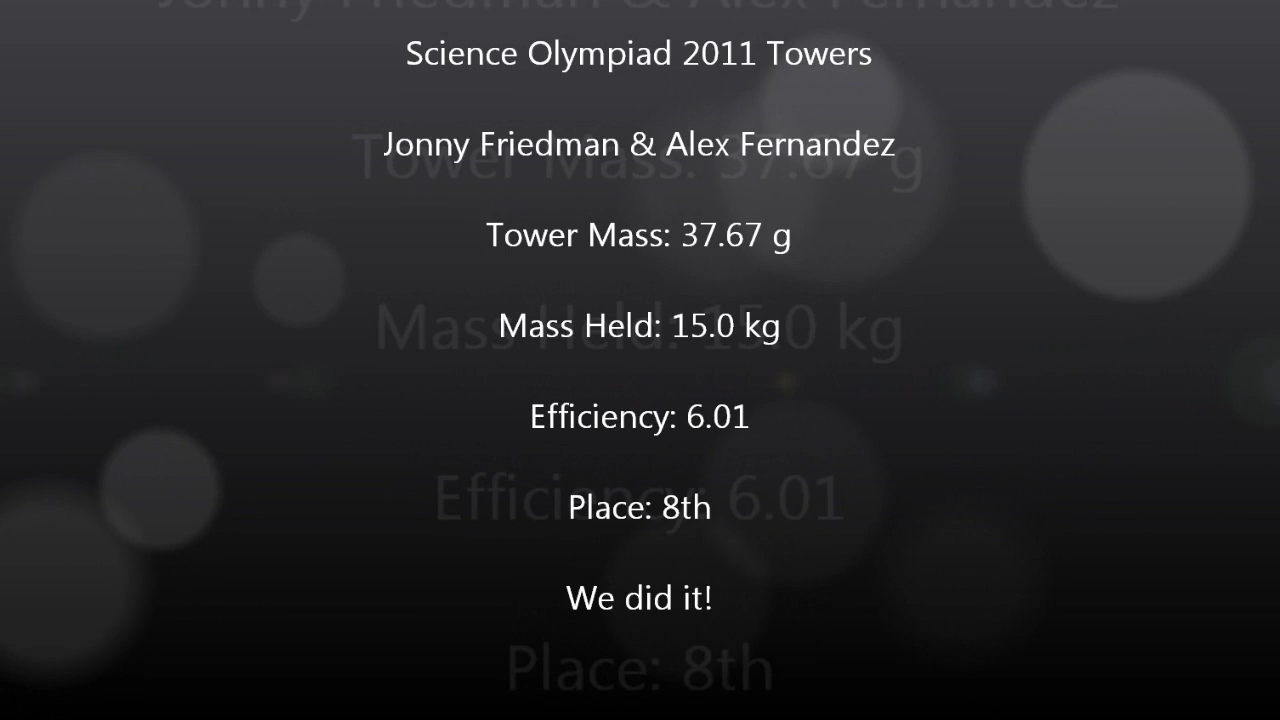 Science Olympiad 2011 Towers
Jonny Friedman & Alex Fernandez
Tower Mass: 37.67 g
Mass Held: 15.0 kg
Efficiency: 6.01
Place: 8th
We did it!